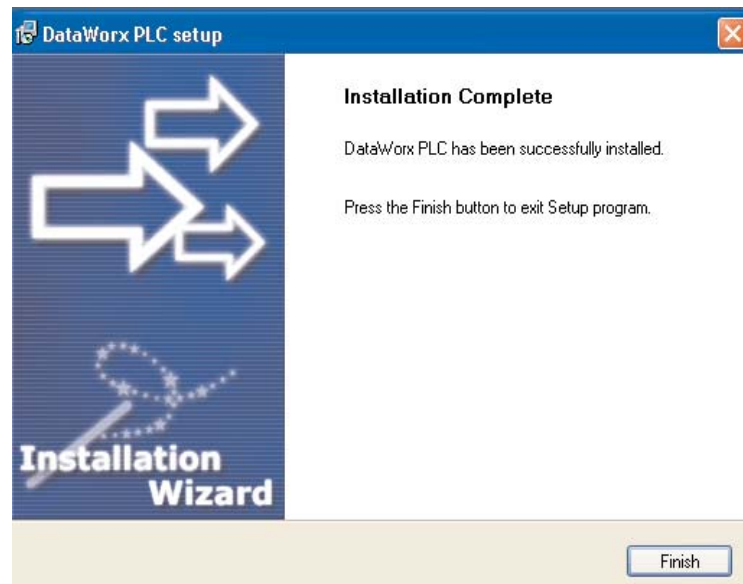 DataWorx PLC setup
Installation Complete
DataWorx PLC has been successfully installed.
Press the Finish button to exit Setup program.
Installation
Wizard
Finish